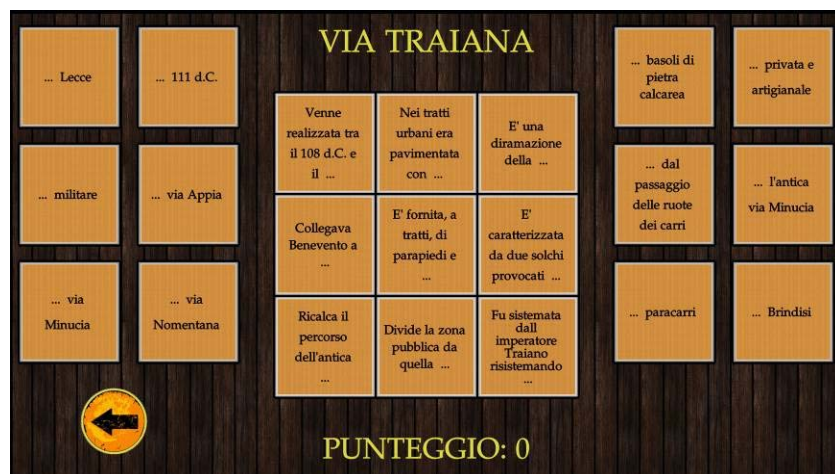 VIA TRAIANA
... Lecce
... 111 d.C.
... militare
... via Appia
... via
Minucia
... via
Nomentana
Venne
realizzata tra
il 108 d.C. e
il ...
Nei tratti
urbani era
pavimentata
con ...
E' una
diramazione
della ...
Collegava
Benevento a
...
E' fornita, a
tratti, di
parapiedi e
...
E'
caratterizzata
da due solchi
provocati ...
Ricalca il
percorso
dell'antica
...
Divide la zona
pubblica da
quella ...
Fu sistemata
dall
imperatore
Traiano
risistemando
...
... basoli di
pietra
calcarea
... privata e
artigianale
... dal
passaggio
delle ruote
dei carri
... l'antica
via Minucia
... paracarri
... Brindisi
PUNTEGGIO: 0